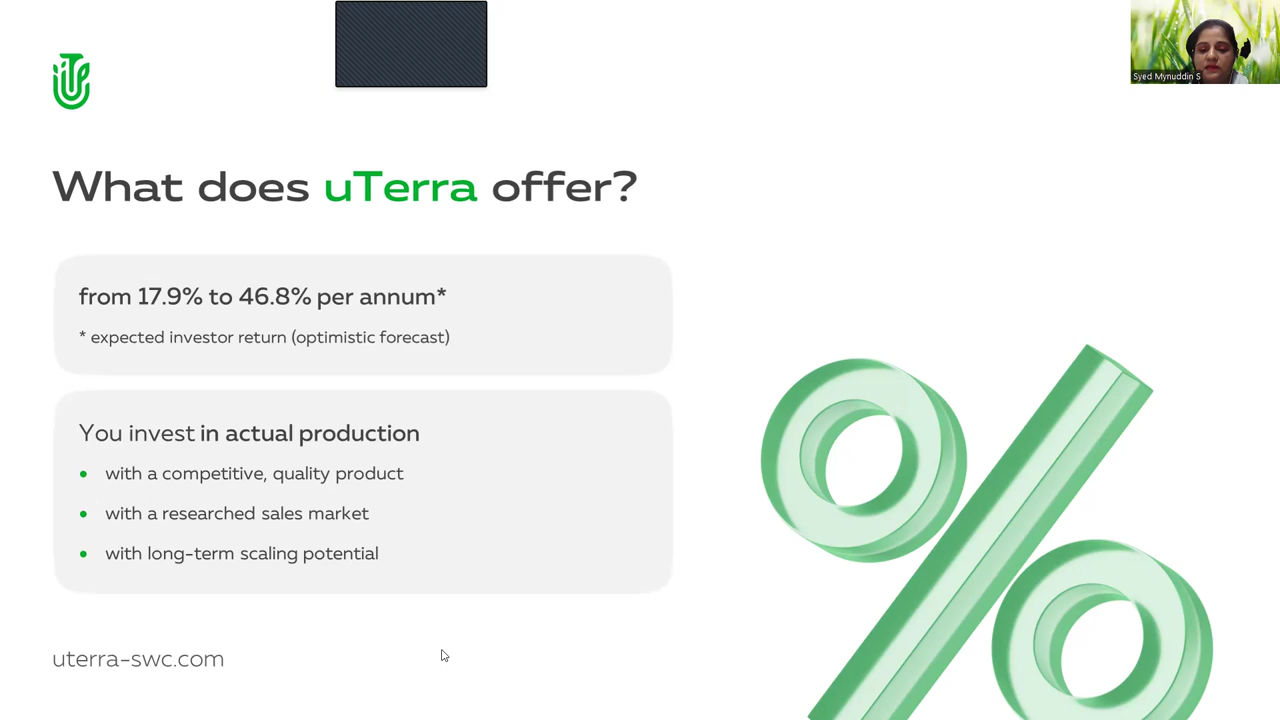 Syed Mynuddin S
What does uTerra offer?
from 17.9% to 46.8% per annum*
* expected investor return (optimistic forecast)
You invest in actual production
• with a competitive, quality product
• with a researched sales market
• with long-term scaling potential
uterra-swc.com